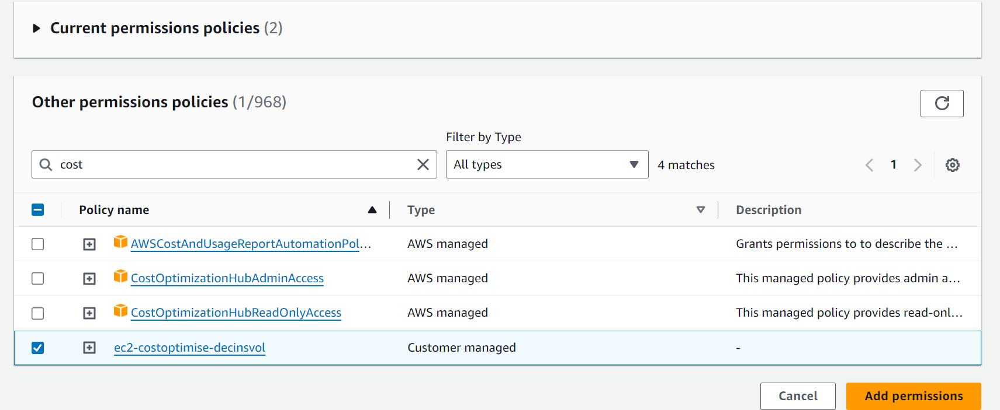 Current permissions policies (2)
Other permissions policies (1/968)
Filter by Type
cost
All types
4 matches
1
Policy name
Type
Description
AWSCostAndUsageReportAutomationPol...
AWS managed
Grants permissions to to describe the ...
CostOptimizationHubAdminAccess
AWS managed
This managed policy provides admin a...
CostOptimizationHubReadOnlyAccess
AWS managed
This managed policy provides read-onl...
ec2-costoptimise-decinsvol
Customer managed
-
Cancel
Add permissions